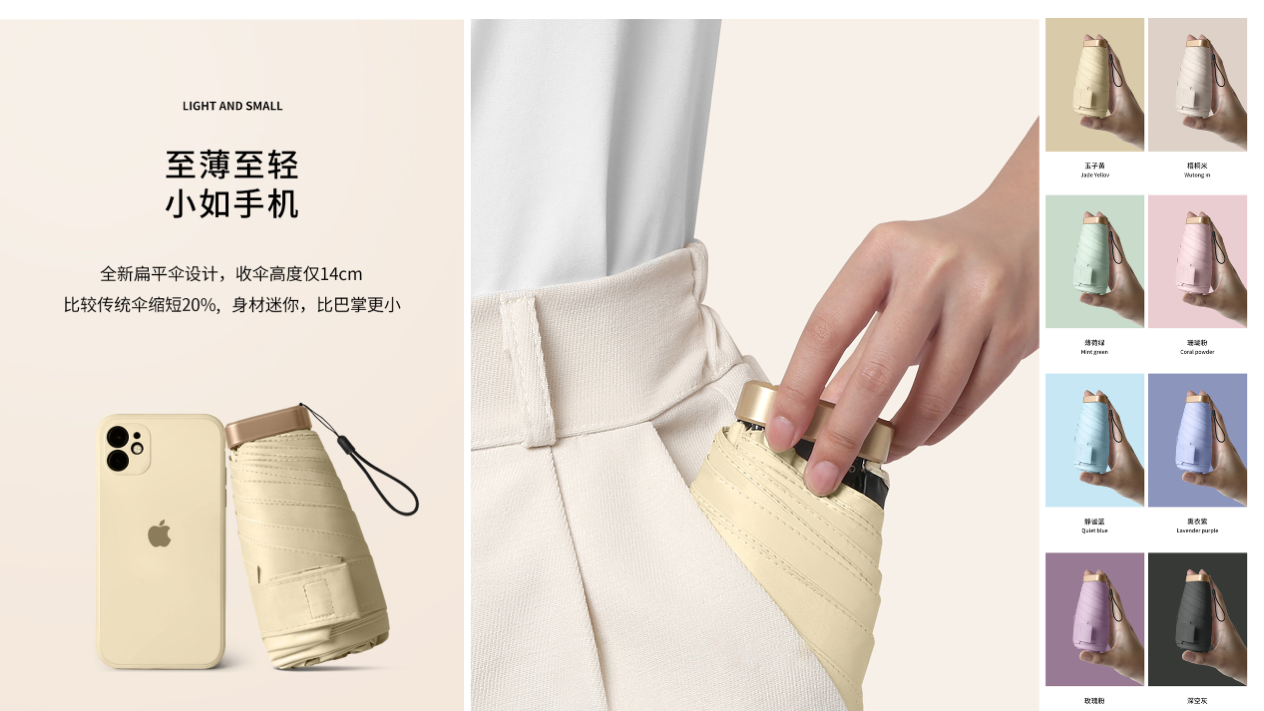 LIGHT AND SMALL
至薄至轻
小如手机
全新扁平伞设计，收伞高度仅14cm
比较传统伞缩短20%，身材迷你，比巴掌更小
玉子黄
Jade Yellov
梧桐米
Wutong m
薄荷绿
Mint green
珊瑚粉
Coral powder
静谧蓝
Quiet blue
薰衣紫
Lavender purple
玫瑰粉
深空灰